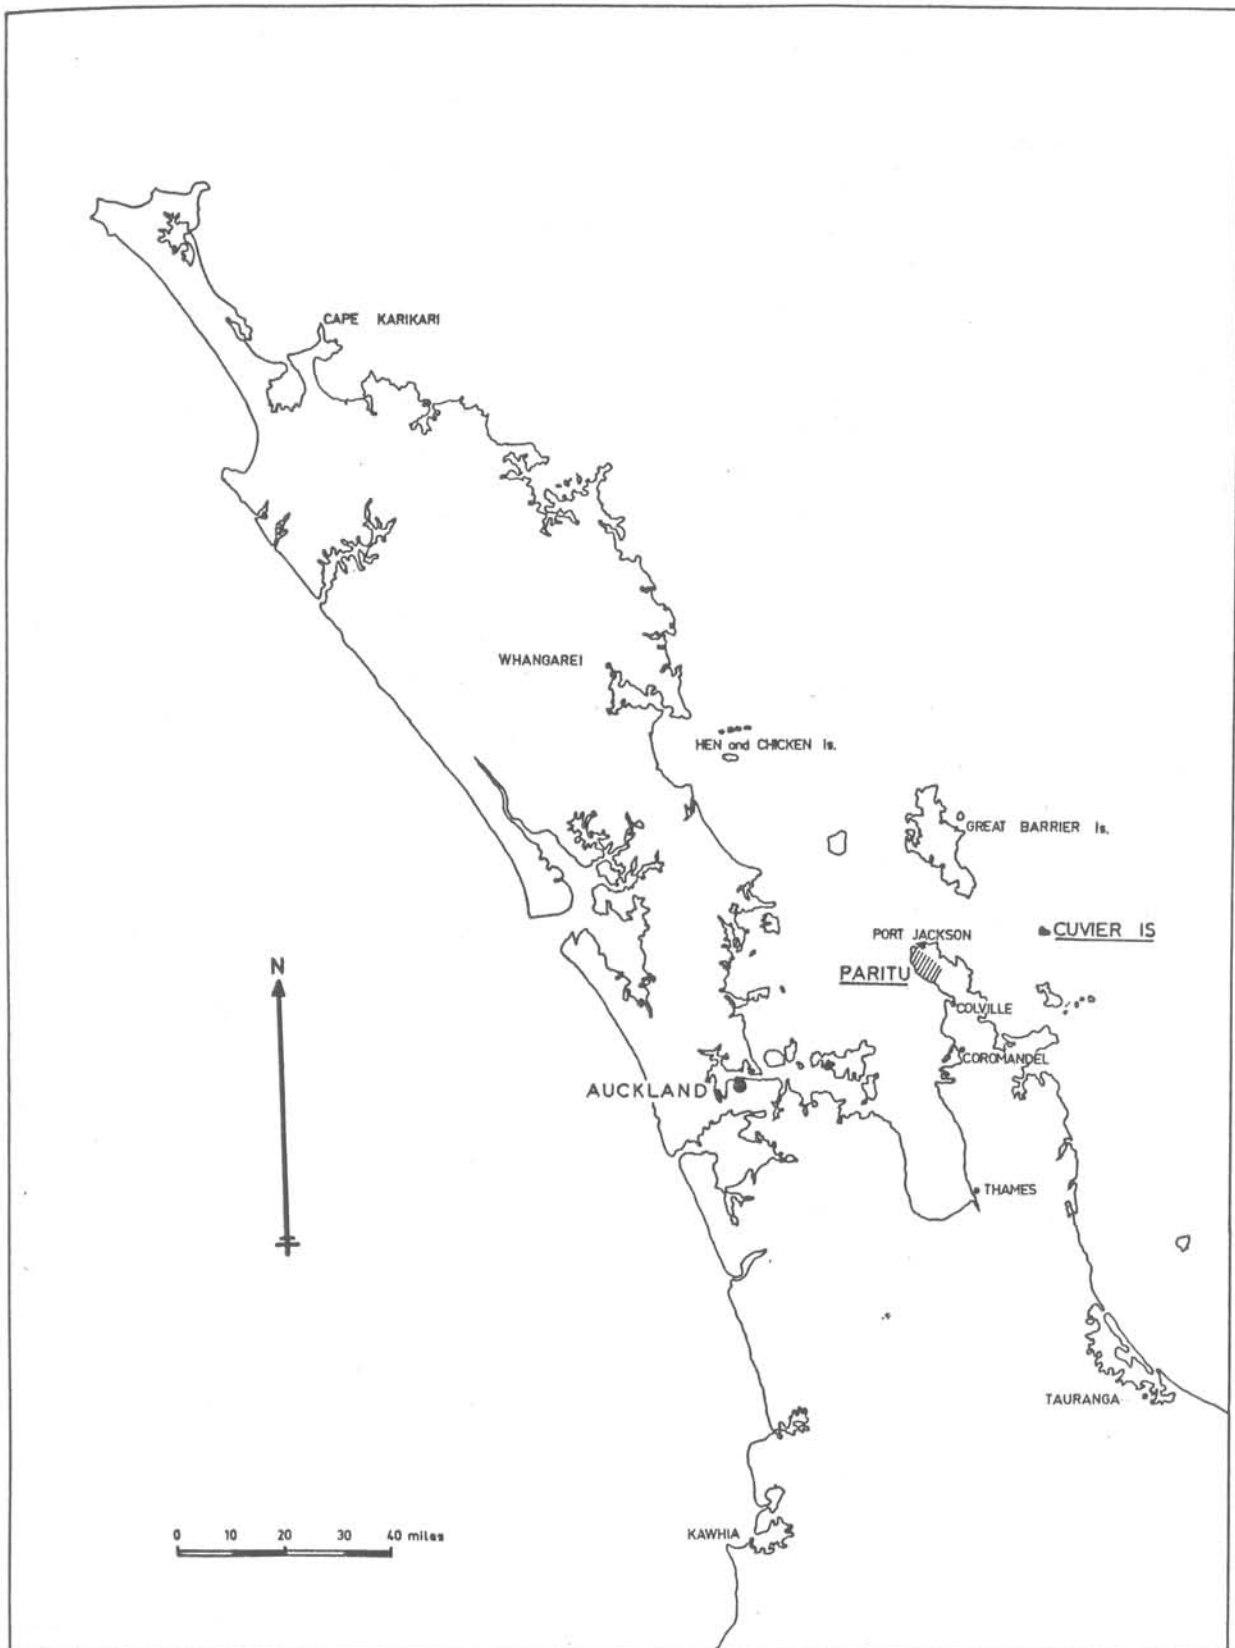 CAPE KARIKARI
WHANGAREI
HEN and CHICKEN Is.
GREAT BARRIER Is.
CUVIER IS
PORT JACKSON
PARITU
N
COLVILLE
COROMANDEL
AUCKLAND
THAMES
TAURANGA
KAWHIA
0 10 20 30 40 miles